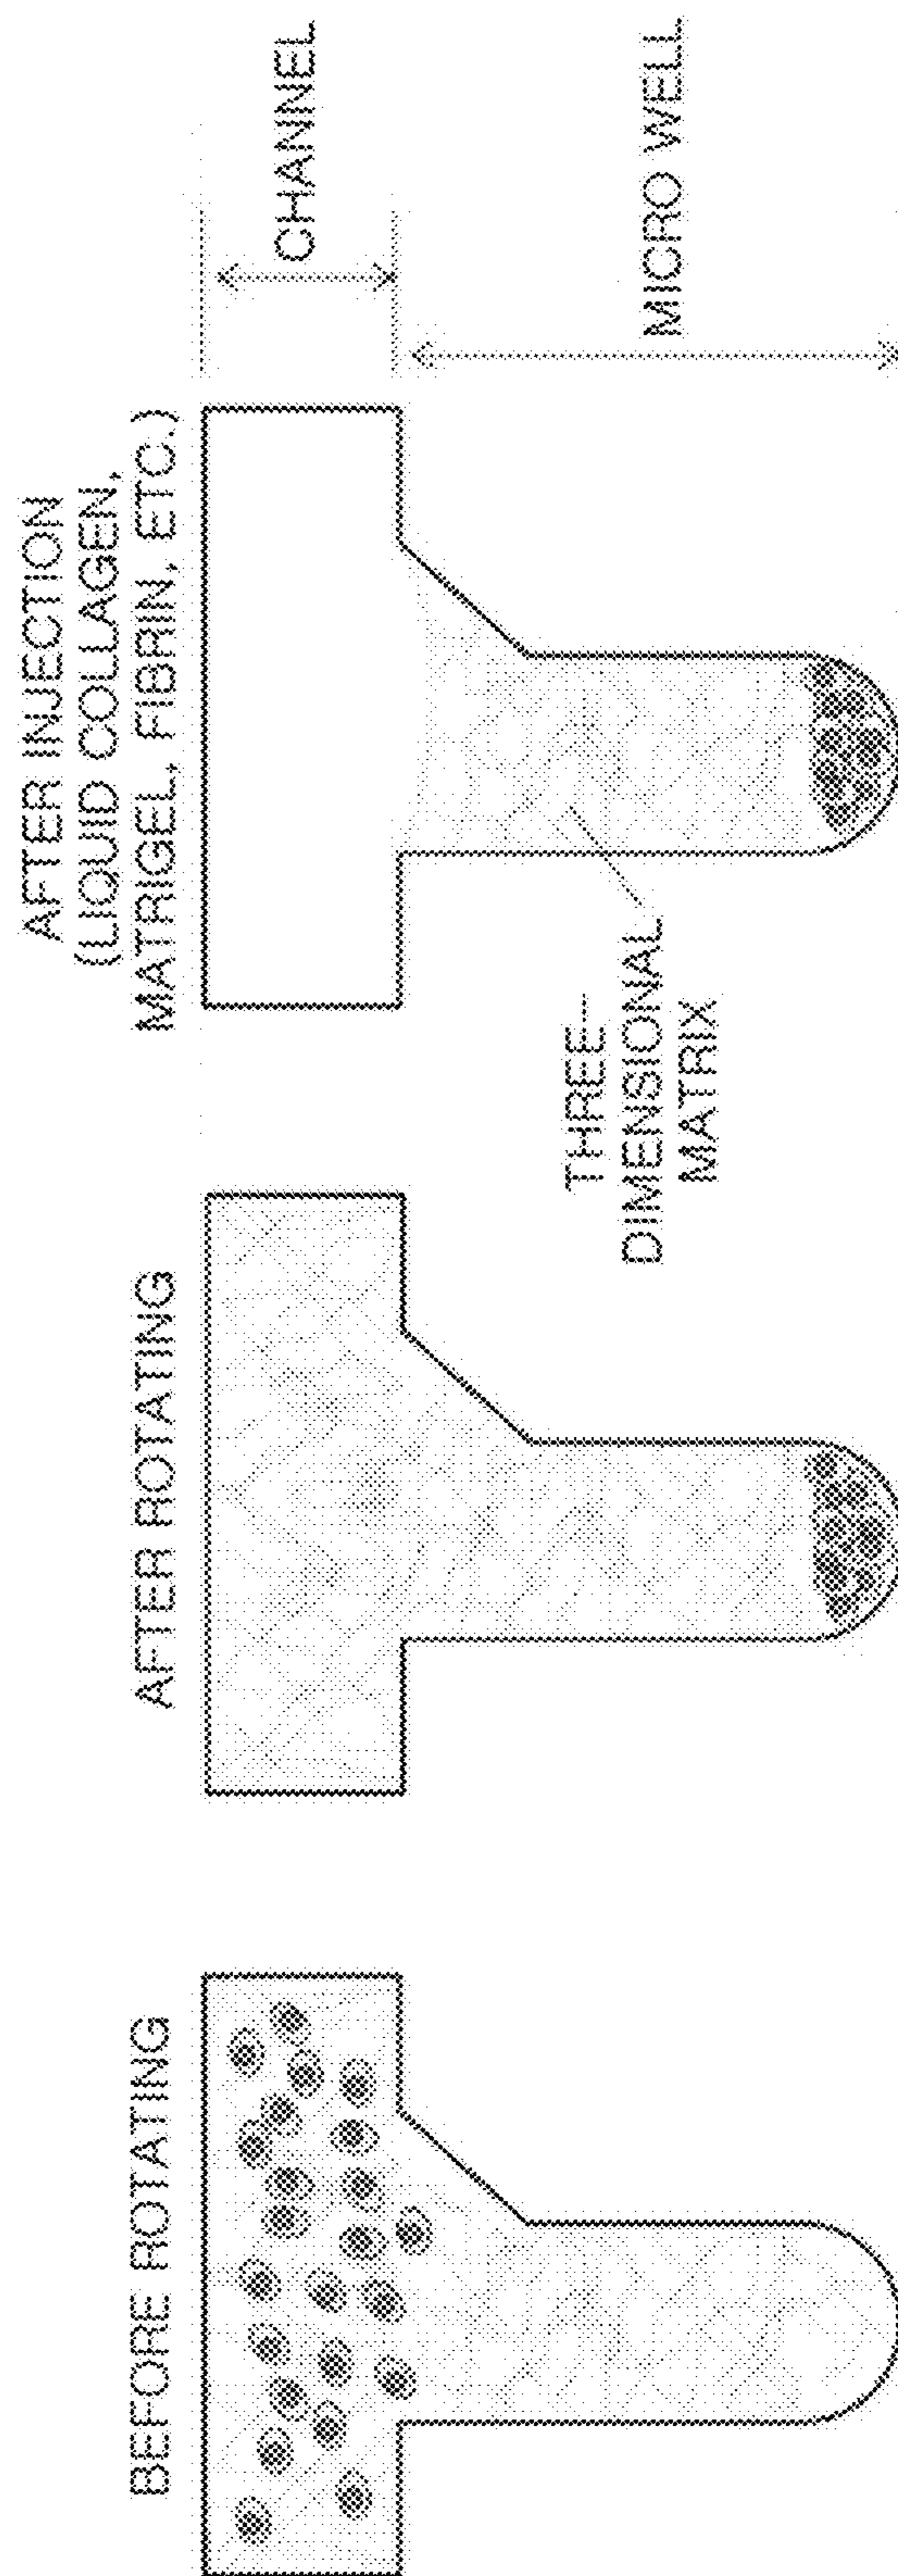 BEFORE ROTATING
AFTER ROTATING
AFTER INJECTION
(LIQUID COLLAGEN,
MATRIGEL, FIBRIN, ETC.)
CHANNEL
MICRO WELL
THREE-
DIMENSIONAL
MATRIX